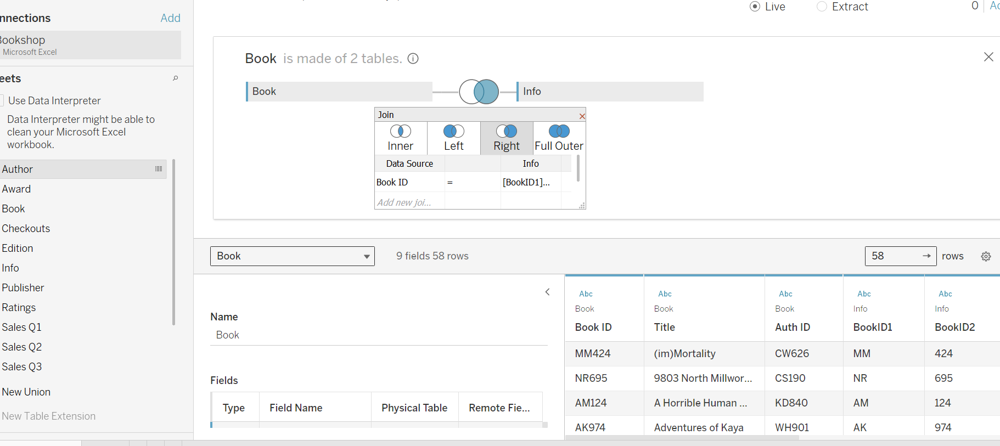 nnections
Add
Bookshop
Microsoft Excel
eets
Use Data Interpreter
Data Interpreter might be able to
clean your Microsoft Excel
workbook.
Author
Award
Book
Checkouts
Edition
Info
Publisher
Ratings
Sales Q1
Sales Q2
Sales Q3
New Union
New Table Extension
Live
Extract
0
Ad
Book is made of 2 tables.
Book
Info
Join
Inner
Left
Right
Full Outer
Data Source
Info
Book ID
=
[BookID1]...
Add new joi...
Book
9 fields 58 rows
58
rows
Name
Book
Fields
Type
Field Name
Physical Table
Remote Fie...
Abc
Abc
Abc
Abc
Abc
Book
Book
Book
Info
Info
Book ID
Title
Auth ID
BookID1
BookID2
MM424
(im)Mortality
CW626
MM
424
NR695
9803 North Millwor...
CS190
NR
695
AM124
A Horrible Human ...
KD840
AM
124
AK974
Adventures of Kaya
WH901
AK
974